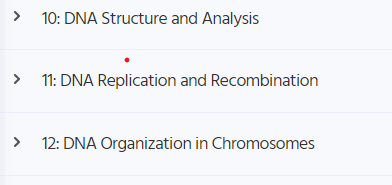 10: DNA Structure and Analysis
11: DNA Replication and Recombination
12: DNA Organization in Chromosomes